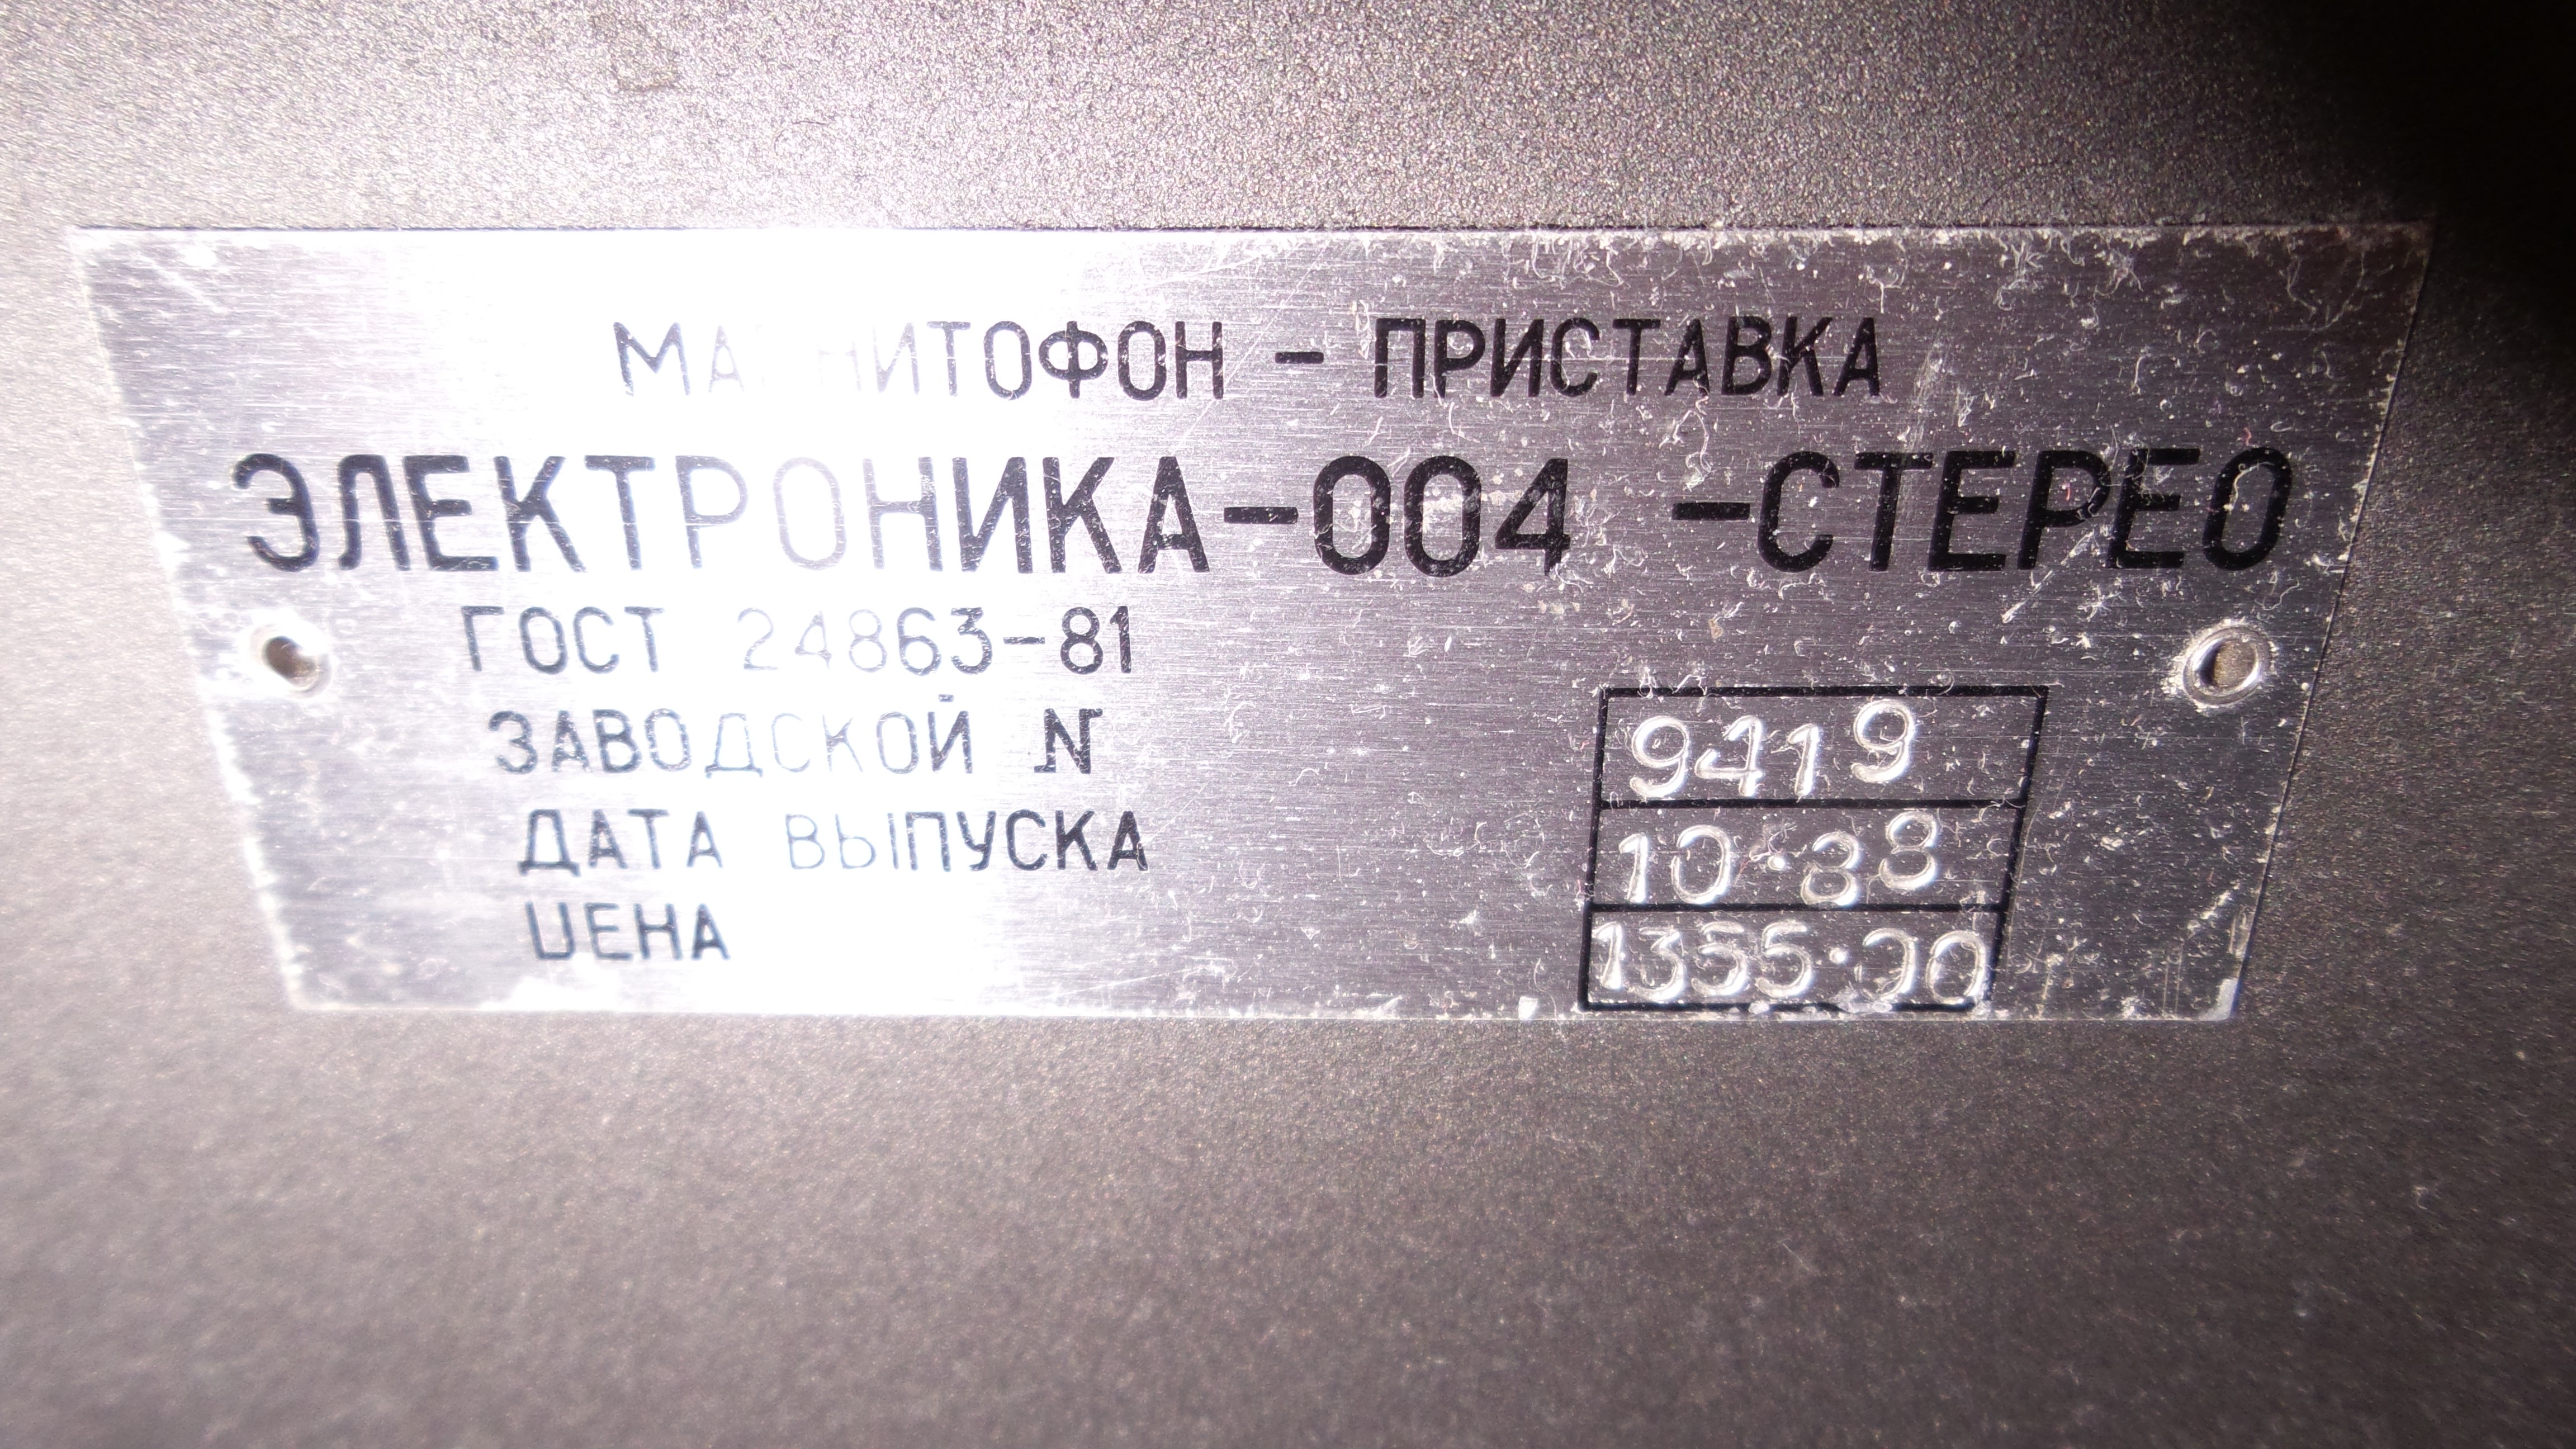 МАГНИТОФОН - ПРИСТАВКА
ЭЛЕКТРОНИКА-004 -СТЕРЕО
ГОСТ 24863-81
ЗАВОДСКОЙ N 9419
ДАТА ВЫПУСКА 10·88
ЦЕНА 1355·00